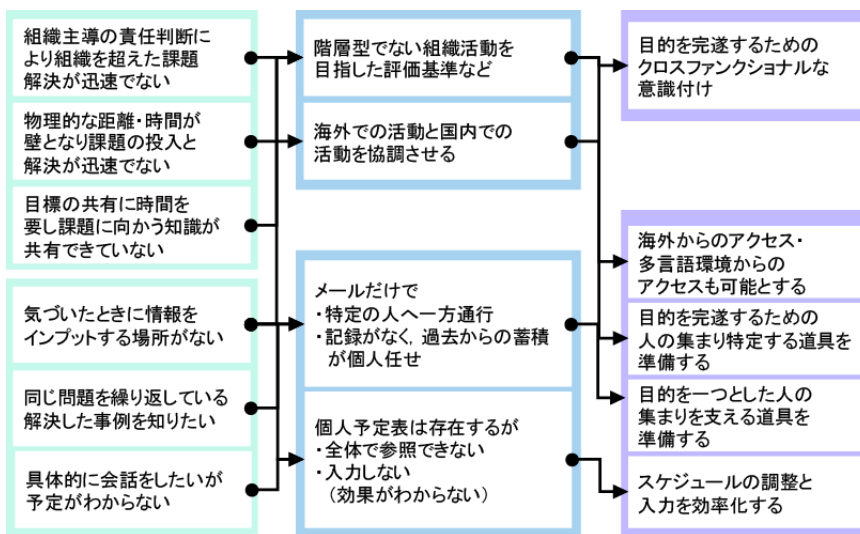 組織主導の責任判断に
より組織を超えた課題
解決が迅速でない
物理的な距離・時間が
壁となり課題の投入と
解決が迅速でない
目標の共有に時間を
要し課題に向かう知識が
共有できていない
気づいたときに情報を
インプットする場所がない
同じ問題を繰り返している
解決した事例を知りたい
具体的に会話をしたいが
予定がわからない
階層型でない組織活動を
目指した評価基準など
海外での活動と国内での
活動を協調させる
メールだけで
・特定の人へ一方通行
・記録がなく，過去からの蓄積
が個人任せ
個人予定表は存在するが
・全体で参照できない
・入力しない
（効果がわからない）
目的を完遂するための
クロスファンクショナルな
意識付け
海外からのアクセス・
多言語環境からの
アクセスも可能とする
目的を完遂するための
人の集まり特定する道具を
準備する
目的を一つとした人の
集まりを支える道具を
準備する
スケジュールの調整と
入力を効率化する